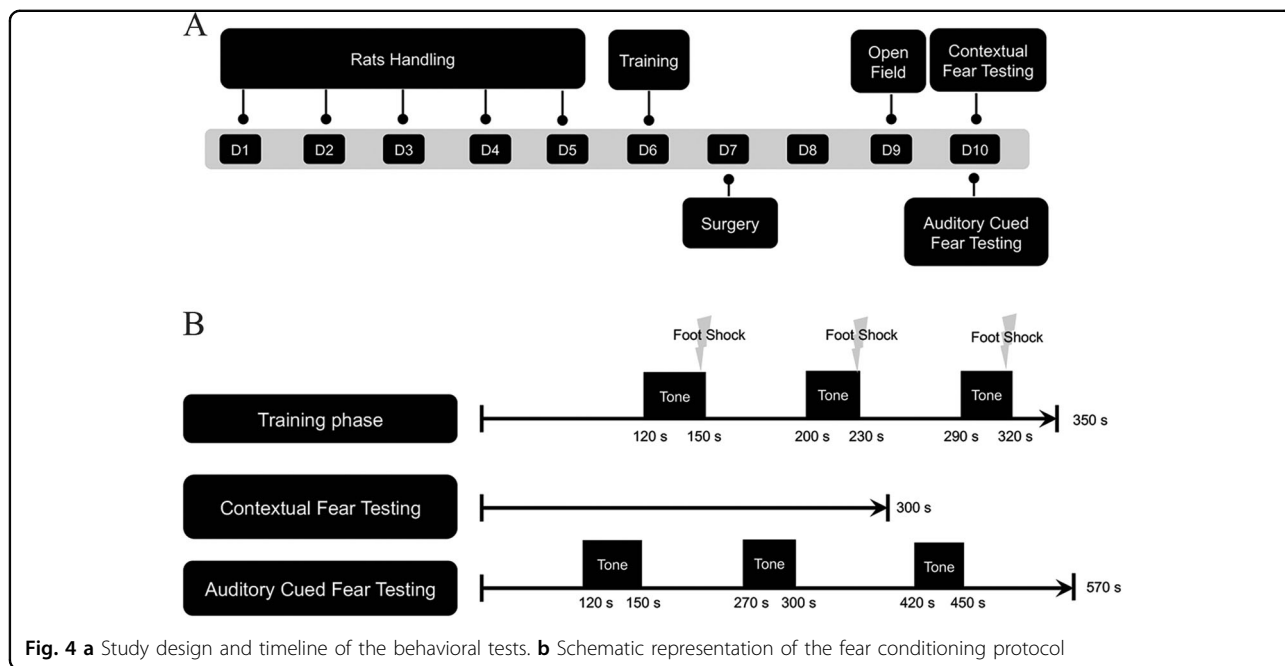 A
Rats Handling
Training
Open
Field
Contextual
Fear Testing
D1 D2 D3 D4 D5 D6 D7 D8 D9 D10
Surgery
Auditory Cued
Fear Testing
B
Foot Shock Foot Shock Foot Shock
Tone Tone Tone
Training phase
120 s 150 s 200 s 230 s 290 s 320 s 350 s
Contextual Fear Testing
300 s
Tone Tone Tone
Auditory Cued Fear Testing
120 s 150 s 270 s 300 s 420 s 450 s 570 s
Fig. 4 a Study design and timeline of the behavioral tests. b Schematic representation of the fear conditioning protocol